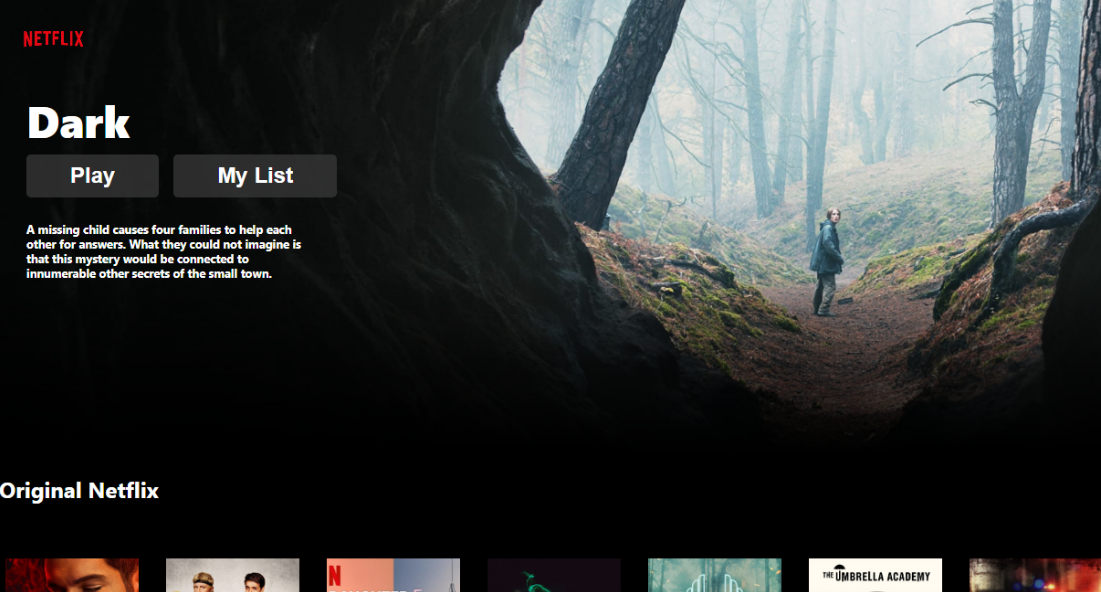 NETFLIX
Dark
Play
My List
A missing child causes four families to help each
other for answers. What they could not imagine is
that this mystery would be connected to
innumerable other secrets of the small town.
Original Netflix
N
THE UMBRELLA ACADEMY